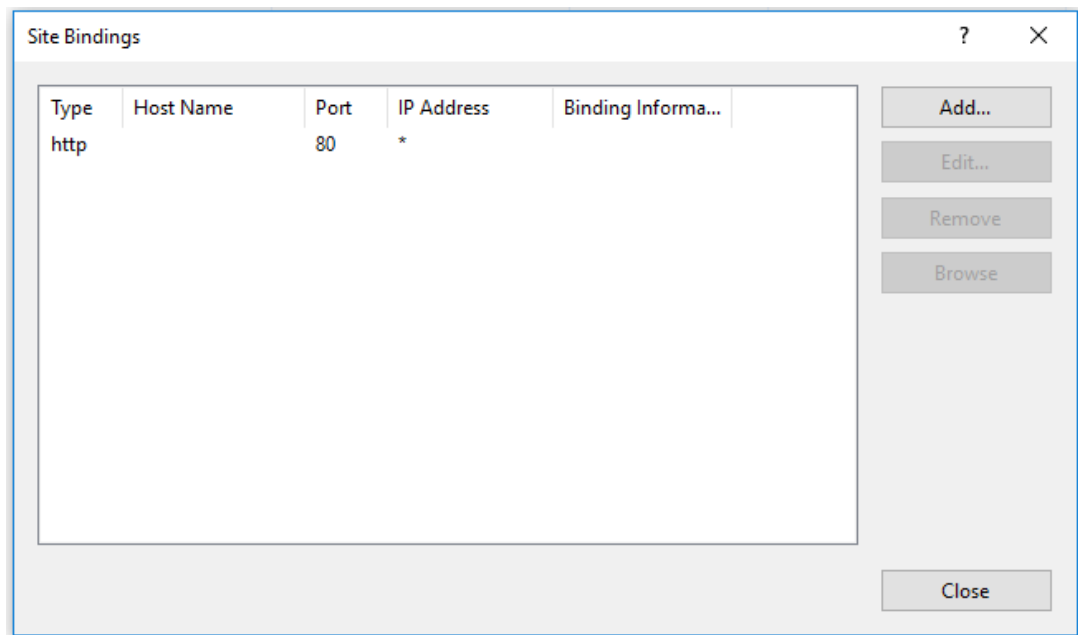 Site Bindings ? ×
Type Host Name Port IP Address Binding Informa... Add...
http 80 *
Edit...
Remove
Browse
Close